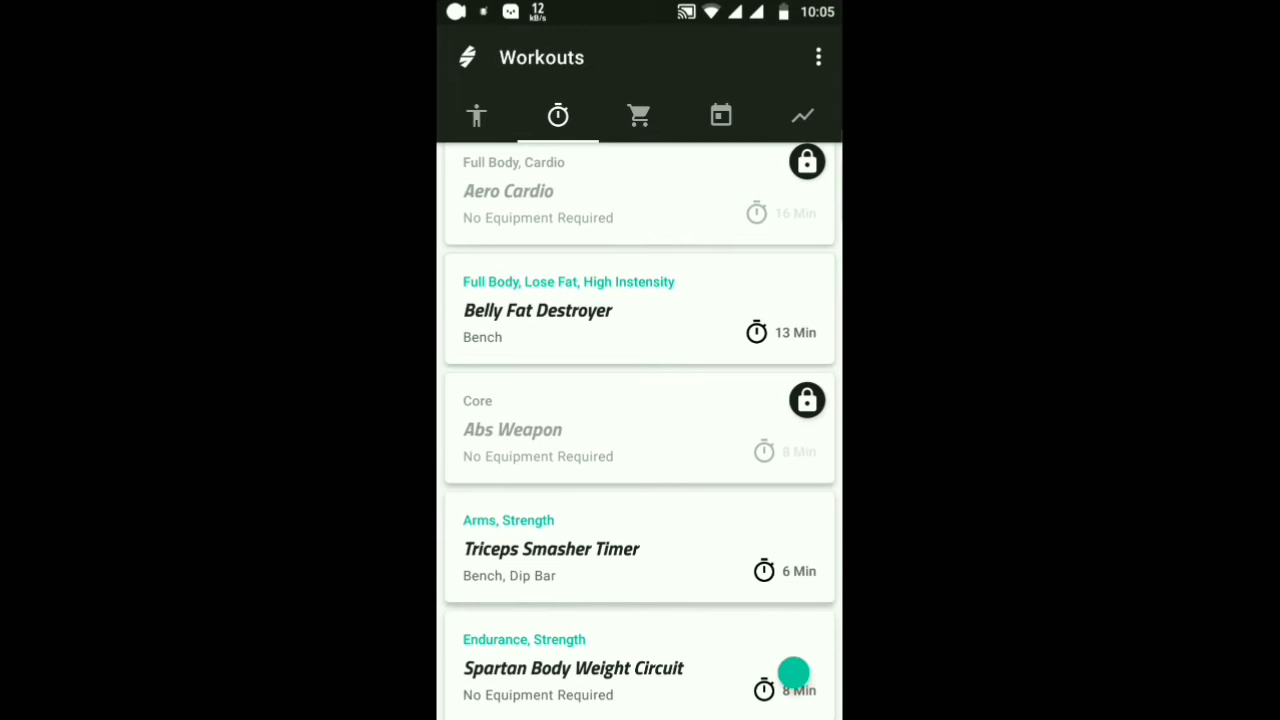 12
kB/s
10:05
Workouts
Full Body, Cardio
Aero Cardio
No Equipment Required
16 Min
Full Body, Lose Fat, High Instensity
Belly Fat Destroyer
Bench
13 Min
Core
Abs Weapon
No Equipment Required
8 Min
Arms, Strength
Triceps Smasher Timer
Bench, Dip Bar
6 Min
Endurance, Strength
Spartan Body Weight Circuit
No Equipment Required
8 Min